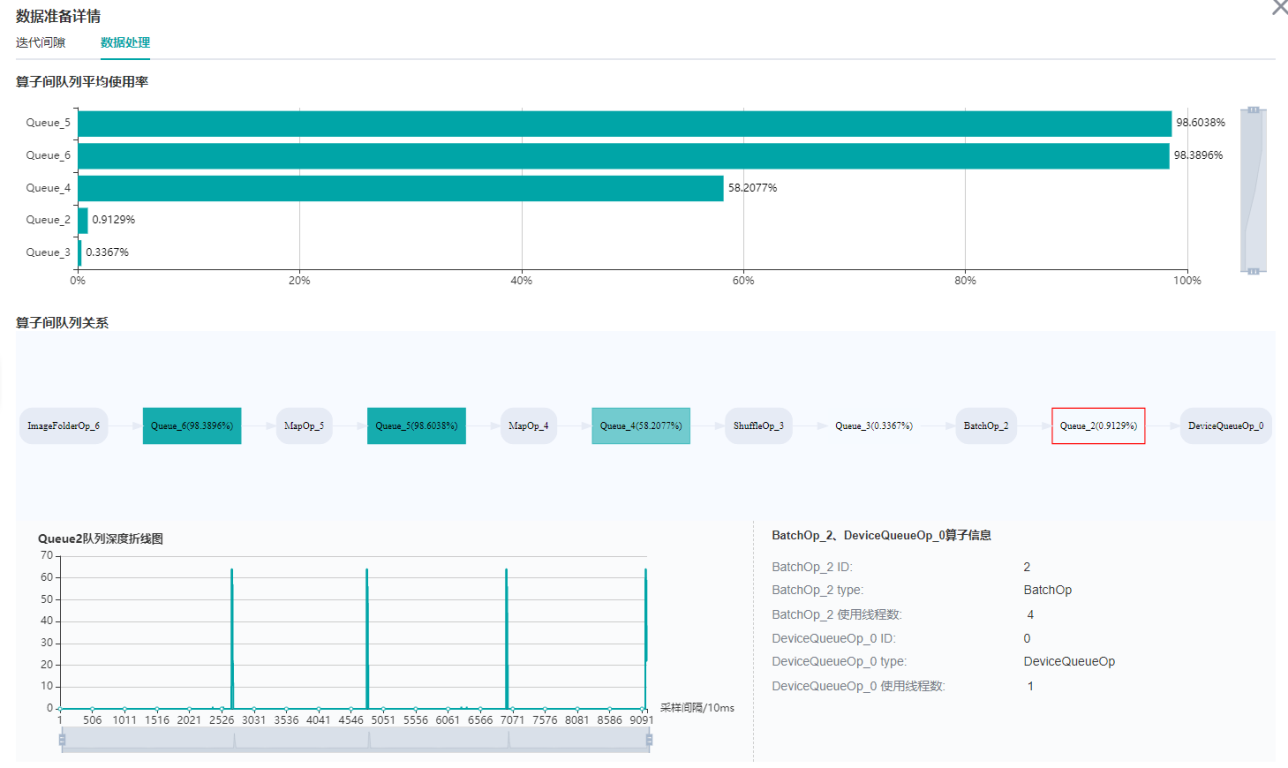 数据准备详情
迭代间隙 数据处理
算子间队列平均使用率
Queue_5 98.6038%
Queue_6 98.3896%
Queue_4 58.2077%
Queue_2 0.9129%
Queue_3 0.3367%
0% 20% 40% 60% 80% 100%
算子间队列关系
ImageFolderOp_6 Queue_6(98.3896%) MapOp_5 Queue_5(98.6038%) MapOp_4 Queue_4(58.2077%) ShuffleOp_3 Queue_3(0.3367%) BatchOp_2 Queue_2(0.9129%) DeviceQueueOp_0
Queue2队列深度折线图
70
60
50
40
30
20
10
0
1 506 1011 1516 2021 2526 3031 3536 4041 4546 5051 5556 6061 6566 7071 7576 8081 8586 9091
采样间隔/10ms
BatchOp_2、DeviceQueueOp_0算子信息
BatchOp_2 ID: 2
BatchOp_2 type: BatchOp
BatchOp_2 使用线程数: 4
DeviceQueueOp_0 ID: 0
DeviceQueueOp_0 type: DeviceQueueOp
DeviceQueueOp_0 使用线程数: 1